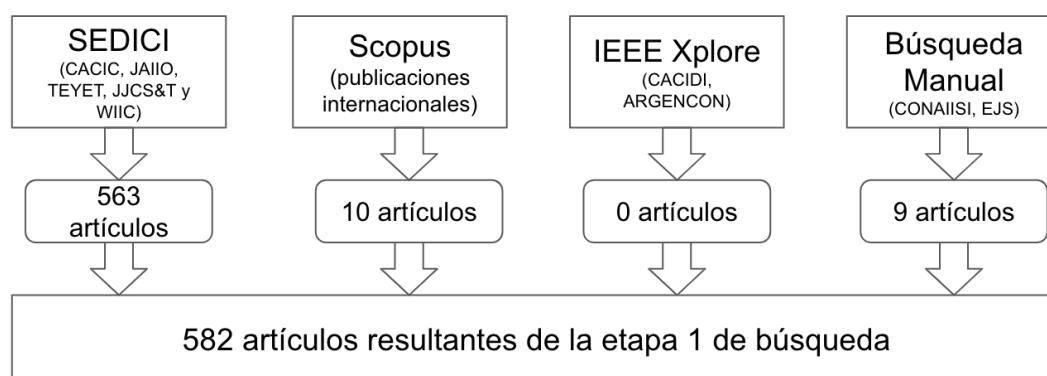 SEDICI
(CACIC, JAIIO,
TEYET, JJCS&T y
WIIC)
Scopus
(publicaciones
internacionales)
IEEE Xplore
(CACIDI,
ARGENCON)
Búsqueda
Manual
(CONAIISI, EJS)
563
artículos
10 artículos
0 artículos
9 artículos
582 artículos resultantes de la etapa 1 de búsqueda